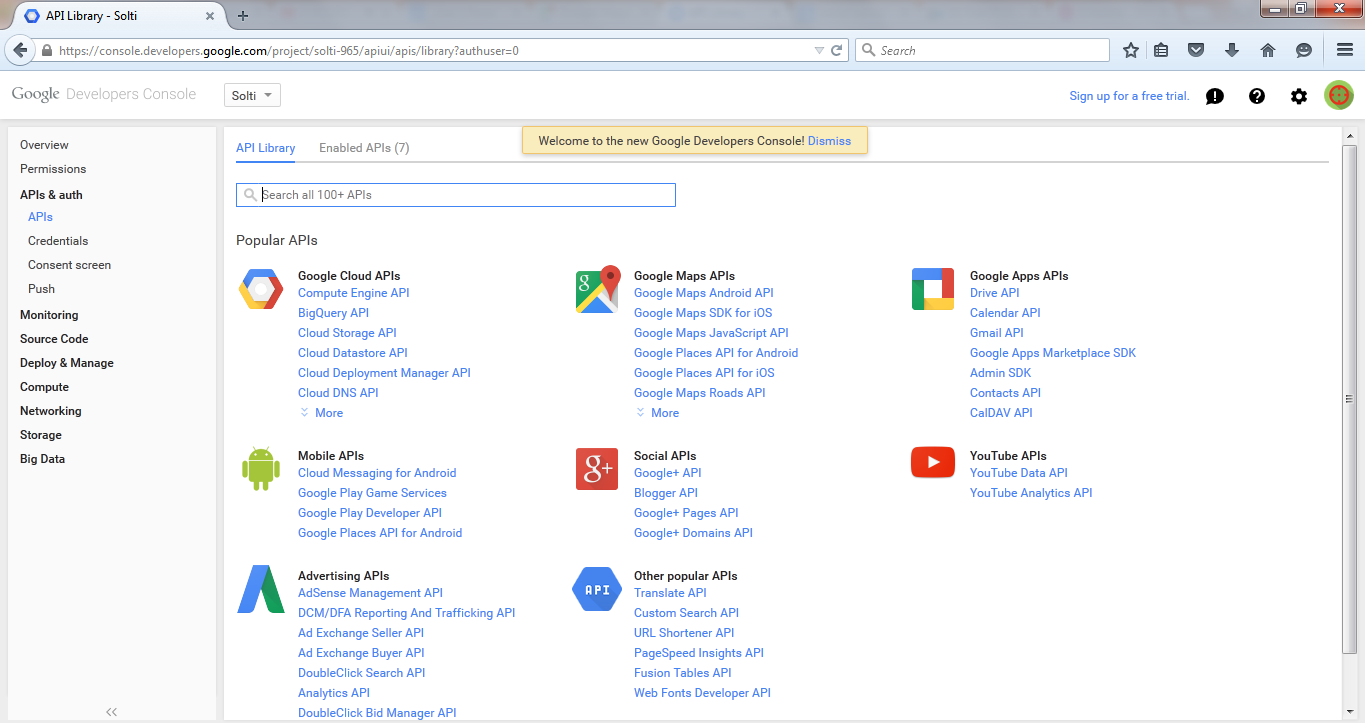 API Library - Solti
https://console.developers.google.com/project/solti-965/apiui/apis/library?authuser=0
Search
Google Developers Console
Solti
Sign up for a free trial.
Welcome to the new Google Developers Console! Dismiss
Overview
Permissions
APIs & auth
APIs
Credentials
Consent screen
Push
Monitoring
Source Code
Deploy & Manage
Compute
Networking
Storage
Big Data
API Library
Enabled APIs (7)
Search all 100+ APIs
Popular APIs
Google Cloud APIs
Compute Engine API
BigQuery API
Cloud Storage API
Cloud Datastore API
Cloud Deployment Manager API
Cloud DNS API
More
g
Google Maps APIs
Google Maps Android API
Google Maps SDK for iOS
Google Maps JavaScript API
Google Places API for Android
Google Places API for iOS
Google Maps Roads API
More
Google Apps APIs
Drive API
Calendar API
Gmail API
Google Apps Marketplace SDK
Admin SDK
Contacts API
CalDAV API
Mobile APIs
Cloud Messaging for Android
Google Play Game Services
Google Play Developer API
Google Places API for Android
g+
Social APIs
Google+ API
Blogger API
Google+ Pages API
Google+ Domains API
YouTube APIs
YouTube Data API
YouTube Analytics API
Advertising APIs
AdSense Management API
DCM/DFA Reporting And Trafficking API
Ad Exchange Seller API
Ad Exchange Buyer API
DoubleClick Search API
Analytics API
DoubleClick Bid Manager API
API
Other popular APIs
Translate API
Custom Search API
URL Shortener API
PageSpeed Insights API
Fusion Tables API
Web Fonts Developer API